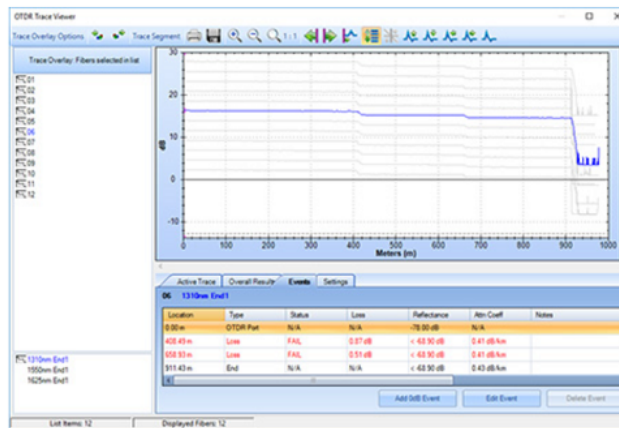 OTDR Trace Viewer
Trace Overlay Options Trace Segment 1:1
Trace Overlay: Fibers selected in list
01
02
03
04
05
06
07
08
09
10
11
12
1310nm End1
1550nm End1
1625nm End1
30
20
10
0
-10
dB
0 100 200 300 400 500 600 700 800 900 1000
Meters (m)
Active Trace Overall Results Events Settings
06 1310nm End1
Location Type Status Loss Reflectance Attn Coeff Notes
0.00 m OTDR Port N/A N/A -78.00 dB N/A
408.49 m Loss FAIL 0.87 dB < -68.90 dB 0.41 dB/km
658.93 m Loss FAIL 0.51 dB < -68.90 dB 0.41 dB/km
911.43 m End N/A N/A < -68.90 dB 0.43 dB/km
Add 0dB Event Edit Event Delete Event
List Items: 12 Displayed Fibers: 12